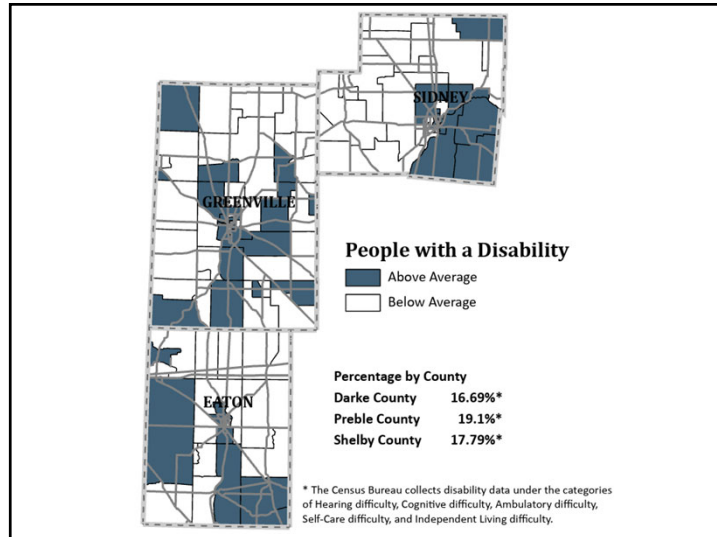 SIDNEY
GREENVILLE
People with a Disability
Above Average
Below Average
Percentage by County
Darke County 16.69%*
Preble County 19.1%*
Shelby County 17.79%*
EATON
* The Census Bureau collects disability data under the categories
of Hearing difficulty, Cognitive difficulty, Ambulatory difficulty,
Self-Care difficulty, and Independent Living difficulty.